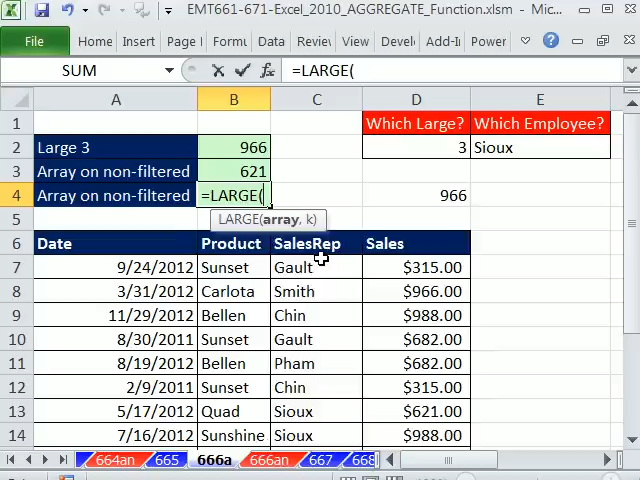 EMT661-671-Excel_2010_AGGREGATE_Function.xlsm - Mic...
File Home Insert Page Form Data Review Devel Add-I Power
SUM =LARGE(
A B C D E
1 Which Large? Which Employee?
2 Large 3 966 3 Sioux
3 Array on non-filtered 621
4 Array on non-filtered =LARGE( 966
5 LARGE(array, k)
6 Date Product SalesRep Sales
7 9/24/2012 Sunset Gault $315.00
8 3/31/2012 Carlota Smith $966.00
9 11/29/2012 Bellen Chin $988.00
10 8/30/2011 Sunset Gault $682.00
11 8/19/2012 Bellen Pham $682.00
12 2/9/2011 Sunset Chin $315.00
13 5/17/2012 Quad Sioux $621.00
14 7/16/2012 Sunshine Sioux $988.00
664an 665 666a 666an 667 668